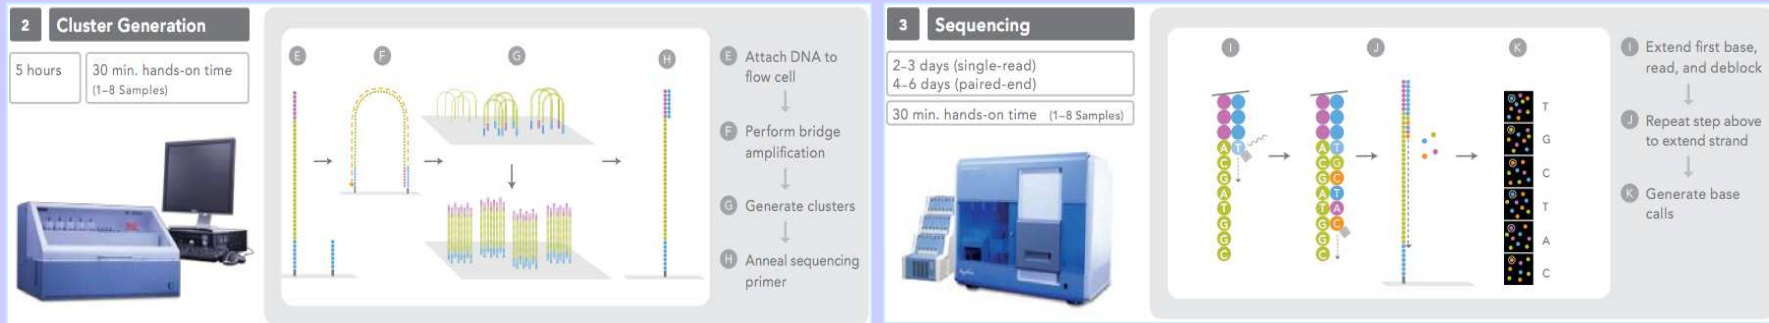 2 Cluster Generation
5 hours
30 min. hands-on time
(1–8 Samples)
E
F
G
H
E Attach DNA to
flow cell
F Perform bridge
amplification
G Generate clusters
H Anneal sequencing
primer
3 Sequencing
2–3 days (single-read)
4–6 days (paired-end)
30 min. hands-on time (1–8 Samples)
I
J
K
A T
C
G
A
T
G
G
C
A T
C G
G C
A T
T A
G C
G
C
T
G
C
T
A
C
I Extend first base,
read, and deblock
J Repeat step above
to extend strand
K Generate base
calls